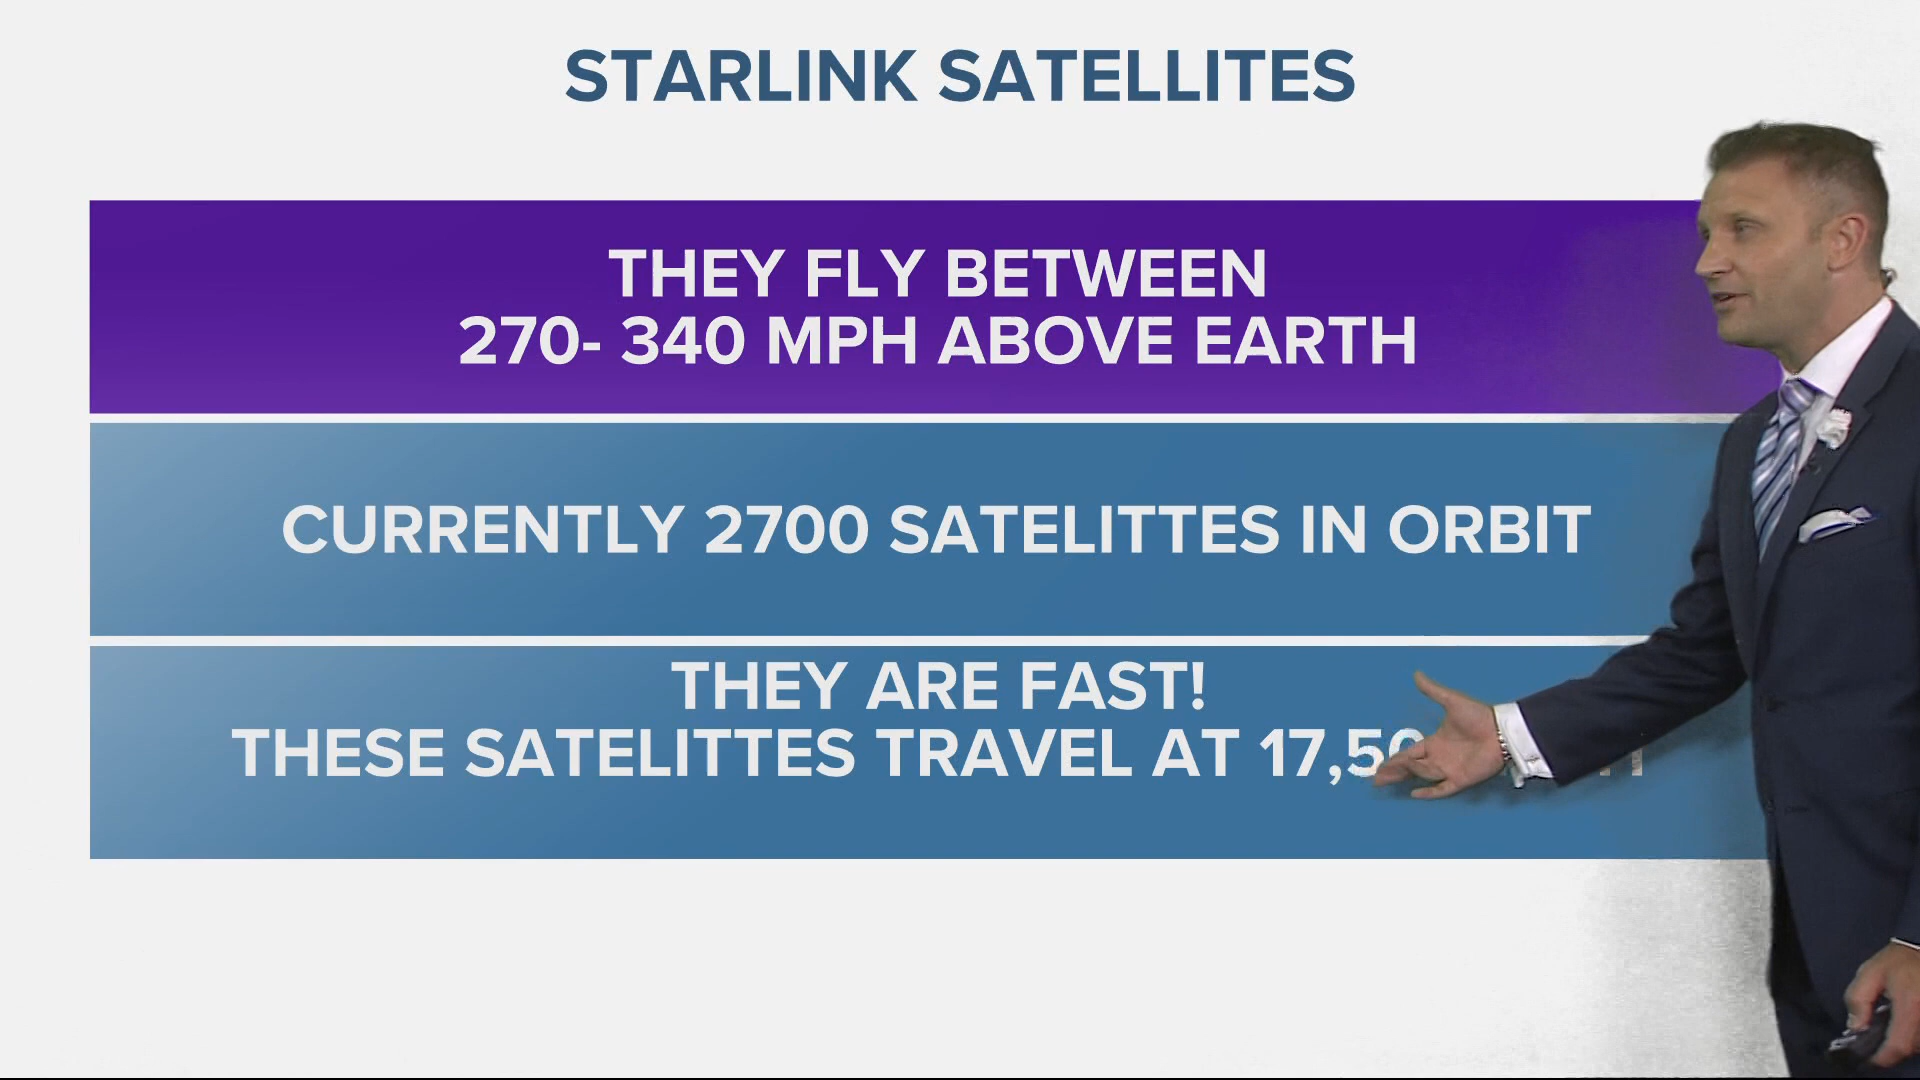 STARLINK SATELLITES
THEY FLY BETWEEN
270- 340 MPH ABOVE EARTH
CURRENTLY 2700 SATELITTES IN ORBIT
THEY ARE FAST!
THESE SATELITTES TRAVEL AT